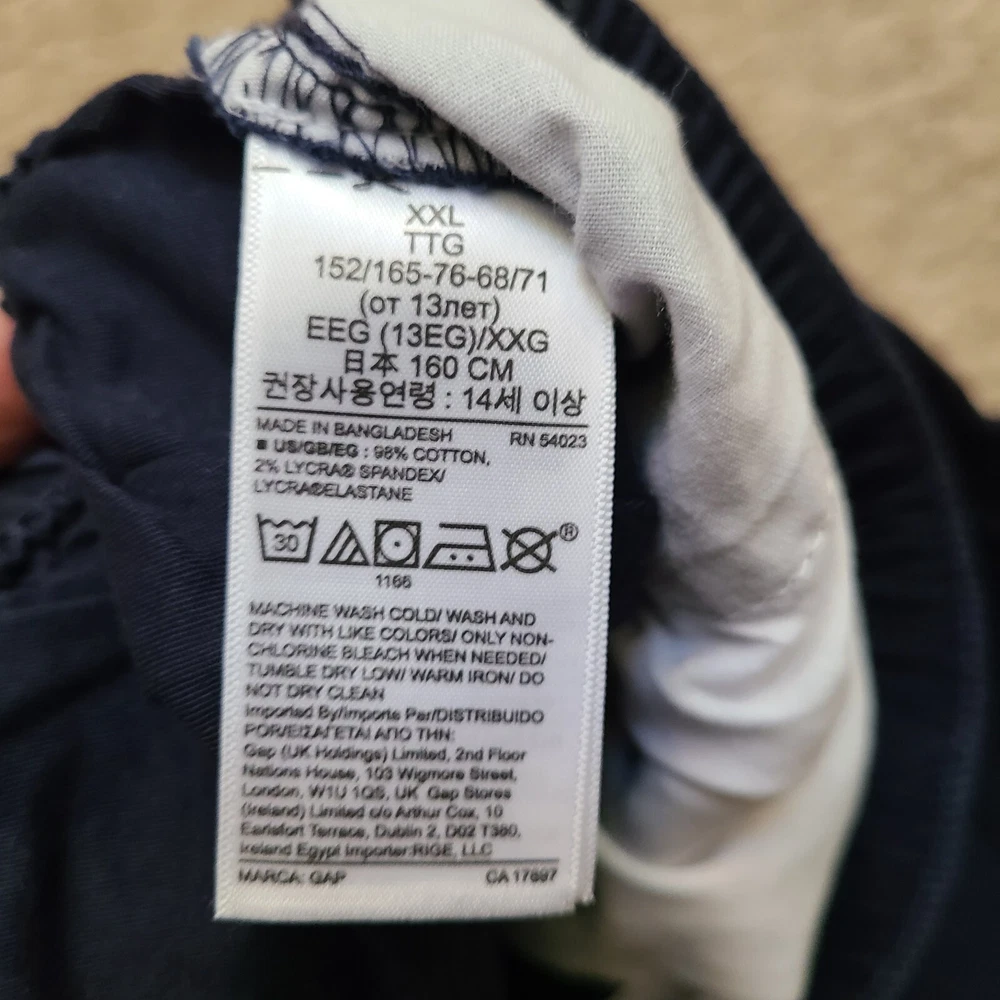 XXL
TTG
152/165-76-68/71
(от 13лет)
EEG (13EG)/XXG
日本 160 CM
권장사용연령 : 14세 이상
MADE IN BANGLADESH RN 54023
■ US/GB/EG : 98% COTTON,
2% LYCRA® SPANDEX/
LYCRA®ELASTANE
30
®
1166
MACHINE WASH COLD/ WASH AND
DRY WITH LIKE COLORS/ ONLY NON-
CHLORINE BLEACH WHEN NEEDED/
TUMBLE DRY LOW/ WARM IRON/ DO
NOT DRY CLEAN
Imported By/Importe Par/DISTRIBUIDO
POR/ΕΙΣΑΓΕΤΑΙ ΑΠΟ ΤΗΝ:
Gap (UK Holdings) Limited, 2nd Floor
Nations House, 103 Wigmore Street,
London, W1U 1QS, UK Gap Stores
(Ireland) Limited c/o Arthur Cox, 10
Earlsfort Terrace, Dublin 2, D02 T380,
Ireland Egypt Importer:RIGE, LLC
MARCA: GAP CA 17897